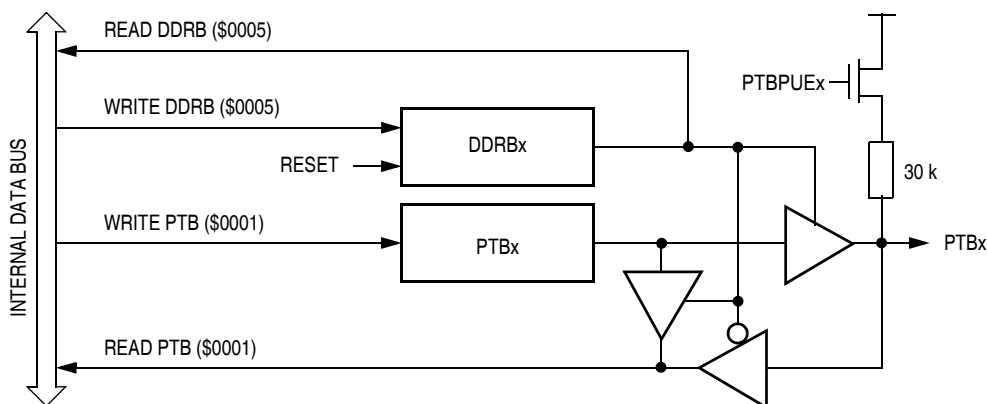 READ DDRB ($0005)
PTBPUEx
WRITE DDRB ($0005)
DDRBx
RESET
30 k
INTERNAL DATA BUS
WRITE PTB ($0001)
PTBx
PTBx
READ PTB ($0001)